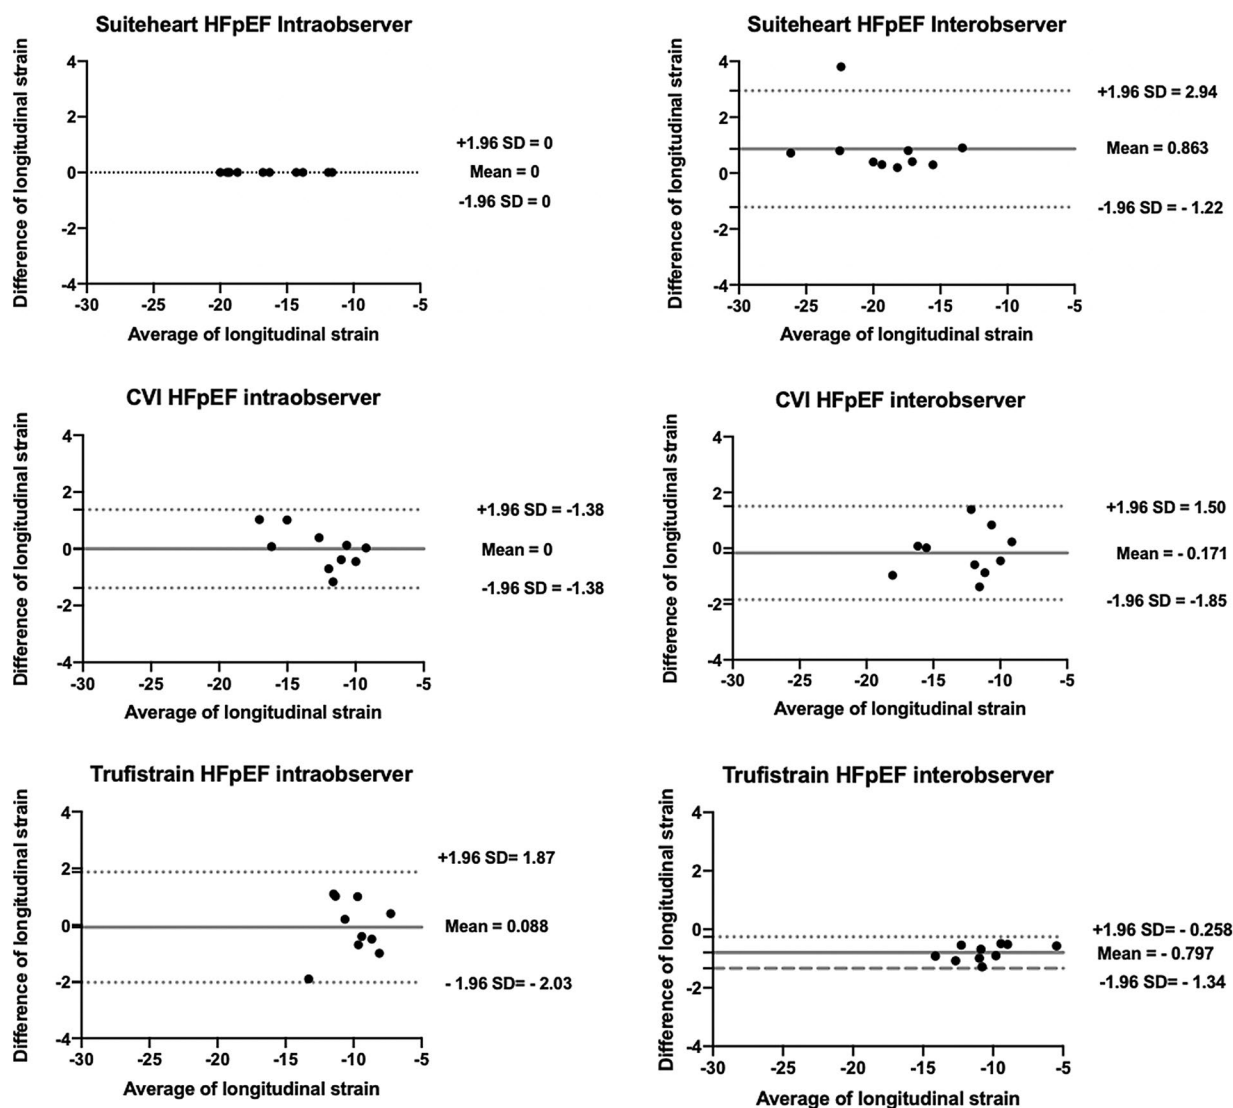 Suiteheart HFpEF Intraobserver
Difference of longitudinal strain
4
2
0
-2
-4
-30
-25
-20
-15
-10
-5
Average of longitudinal strain
+1.96 SD = 0
Mean = 0
-1.96 SD = 0
Suiteheart HFpEF Interobserver
Difference of longitudinal strain
4
2
0
-2
-4
-30
-25
-20
-15
-10
-5
Average of longitudinal strain
+1.96 SD = 2.94
Mean = 0.863
-1.96 SD = - 1.22
CVI HFpEF intraobserver
Difference of longitudinal strain
4
2
0
-2
-4
-30
-25
-20
-15
-10
-5
Average of longitudinal strain
+1.96 SD = -1.38
Mean = 0
-1.96 SD = -1.38
CVI HFpEF interobserver
Difference of longitudinal strain
4
2
0
-2
-4
-30
-25
-20
-15
-10
-5
Average of longitudinal strain
+1.96 SD = 1.50
Mean = - 0.171
-1.96 SD = -1.85
Trufistrain HFpEF intraobserver
Difference of longitudinal strain
4
2
0
-2
-4
-30
-25
-20
-15
-10
-5
Average of longitudinal strain
+1.96 SD= 1.87
Mean = 0.088
- 1.96 SD= - 2.03
Trufistrain HFpEF interobserver
Difference of longitudinal strain
4
2
0
-2
-4
-30
-25
-20
-15
-10
-5
Average of longitudinal strain
+1.96 SD= - 0.258
Mean = - 0.797
-1.96 SD= - 1.34